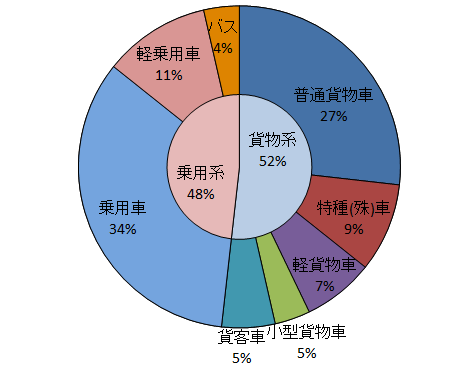 バス
4%
軽乗用車
11%
普通貨物車
27%
貨物系
52%
乗用系
48%
乗用車
34%
特種(殊)車
9%
軽貨物車
7%
貨客車
5%
小型貨物車
5%